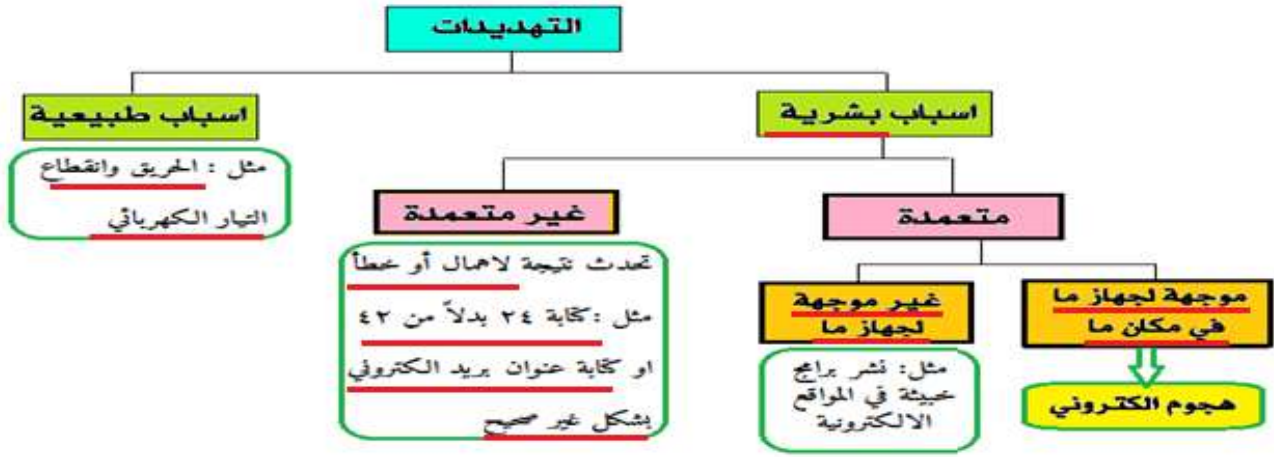 التهديدات
اسباب بشرية
اسباب طبيعية
مثل : الحريق وانقطاع
التيار الكهربائي
متعمدة
غير متعمدة
تحدث نتيجة لاهمال أو خطأ
مثل :كتابة ٢٤ بدلاً من ٤٢
او كتابة عنوان بريد الكتروني
بشكل غير صحيح
موجهة لجهاز ما
في مكان ما
هجوم الكتروني
غير موجهة
لجهاز ما
مثل: نشر برامج
خبيثة في المواقع
الالكترونية